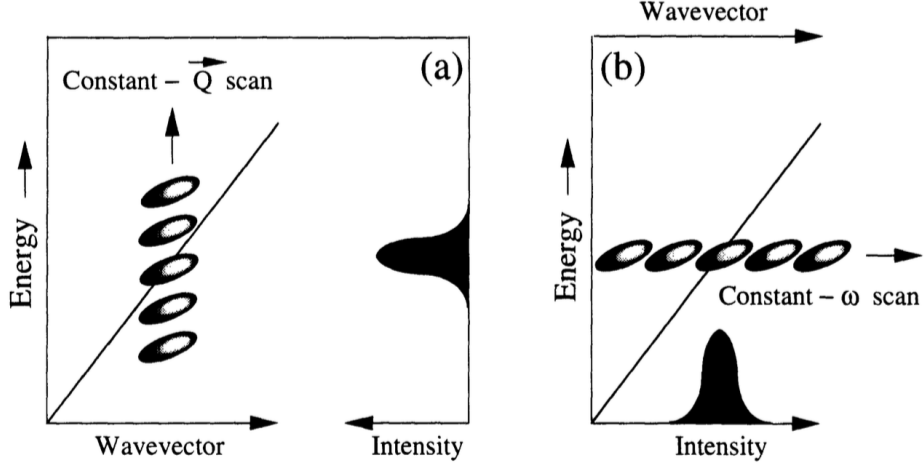 Wavevector
(a)
Constant – Q scan
Energy
Wavevector
Intensity
(b)
Energy
Constant – ω scan
Intensity